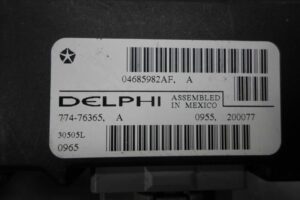 04685982AF, A
DELPHI ASSEMBLED
IN MEXICO
774-76365, A 0955, 200077
30505L
0965